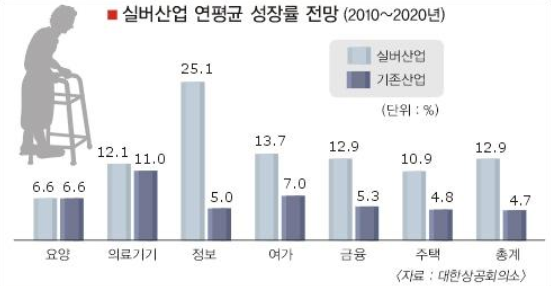 ■ 실버산업 연평균 성장률 전망 (2010~2020년)
실버산업
기존산업
(단위 : %)
6.6 6.6 12.1 11.0 25.1 5.0 13.7 7.0 12.9 5.3 10.9 4.8 12.9 4.7
요양 의료기기 정보 여가 금융 주택 총계
〈자료 : 대한상공회의소〉